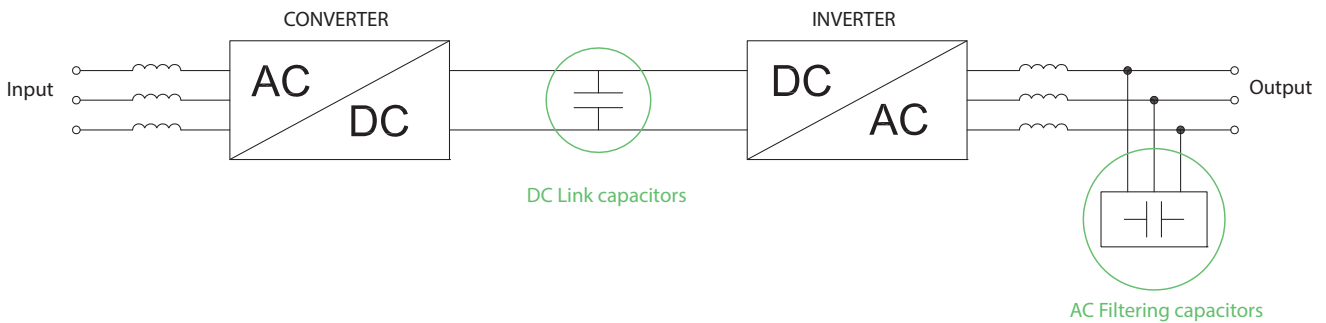 CONVERTER
INVERTER
Input
AC
DC
DC
AC
Output
DC Link capacitors
AC Filtering capacitors